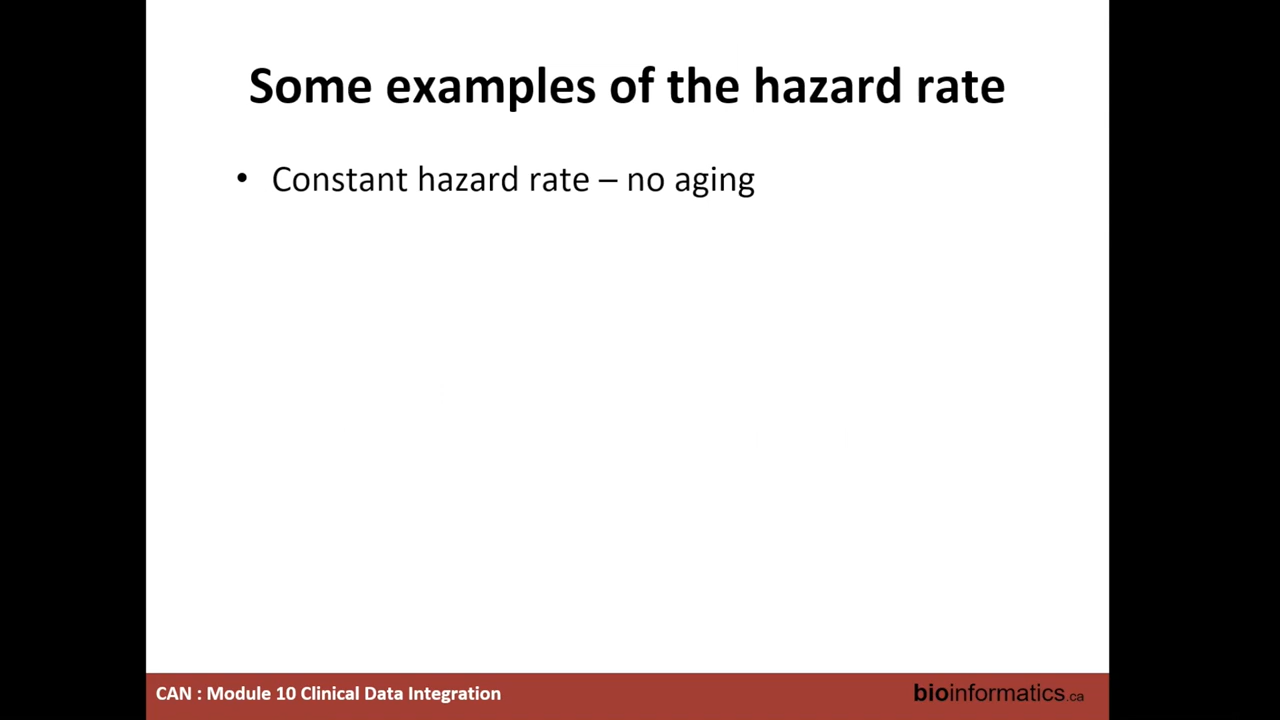 Some examples of the hazard rate
• Constant hazard rate – no aging
CAN : Module 10 Clinical Data Integration
bioinformatics.ca